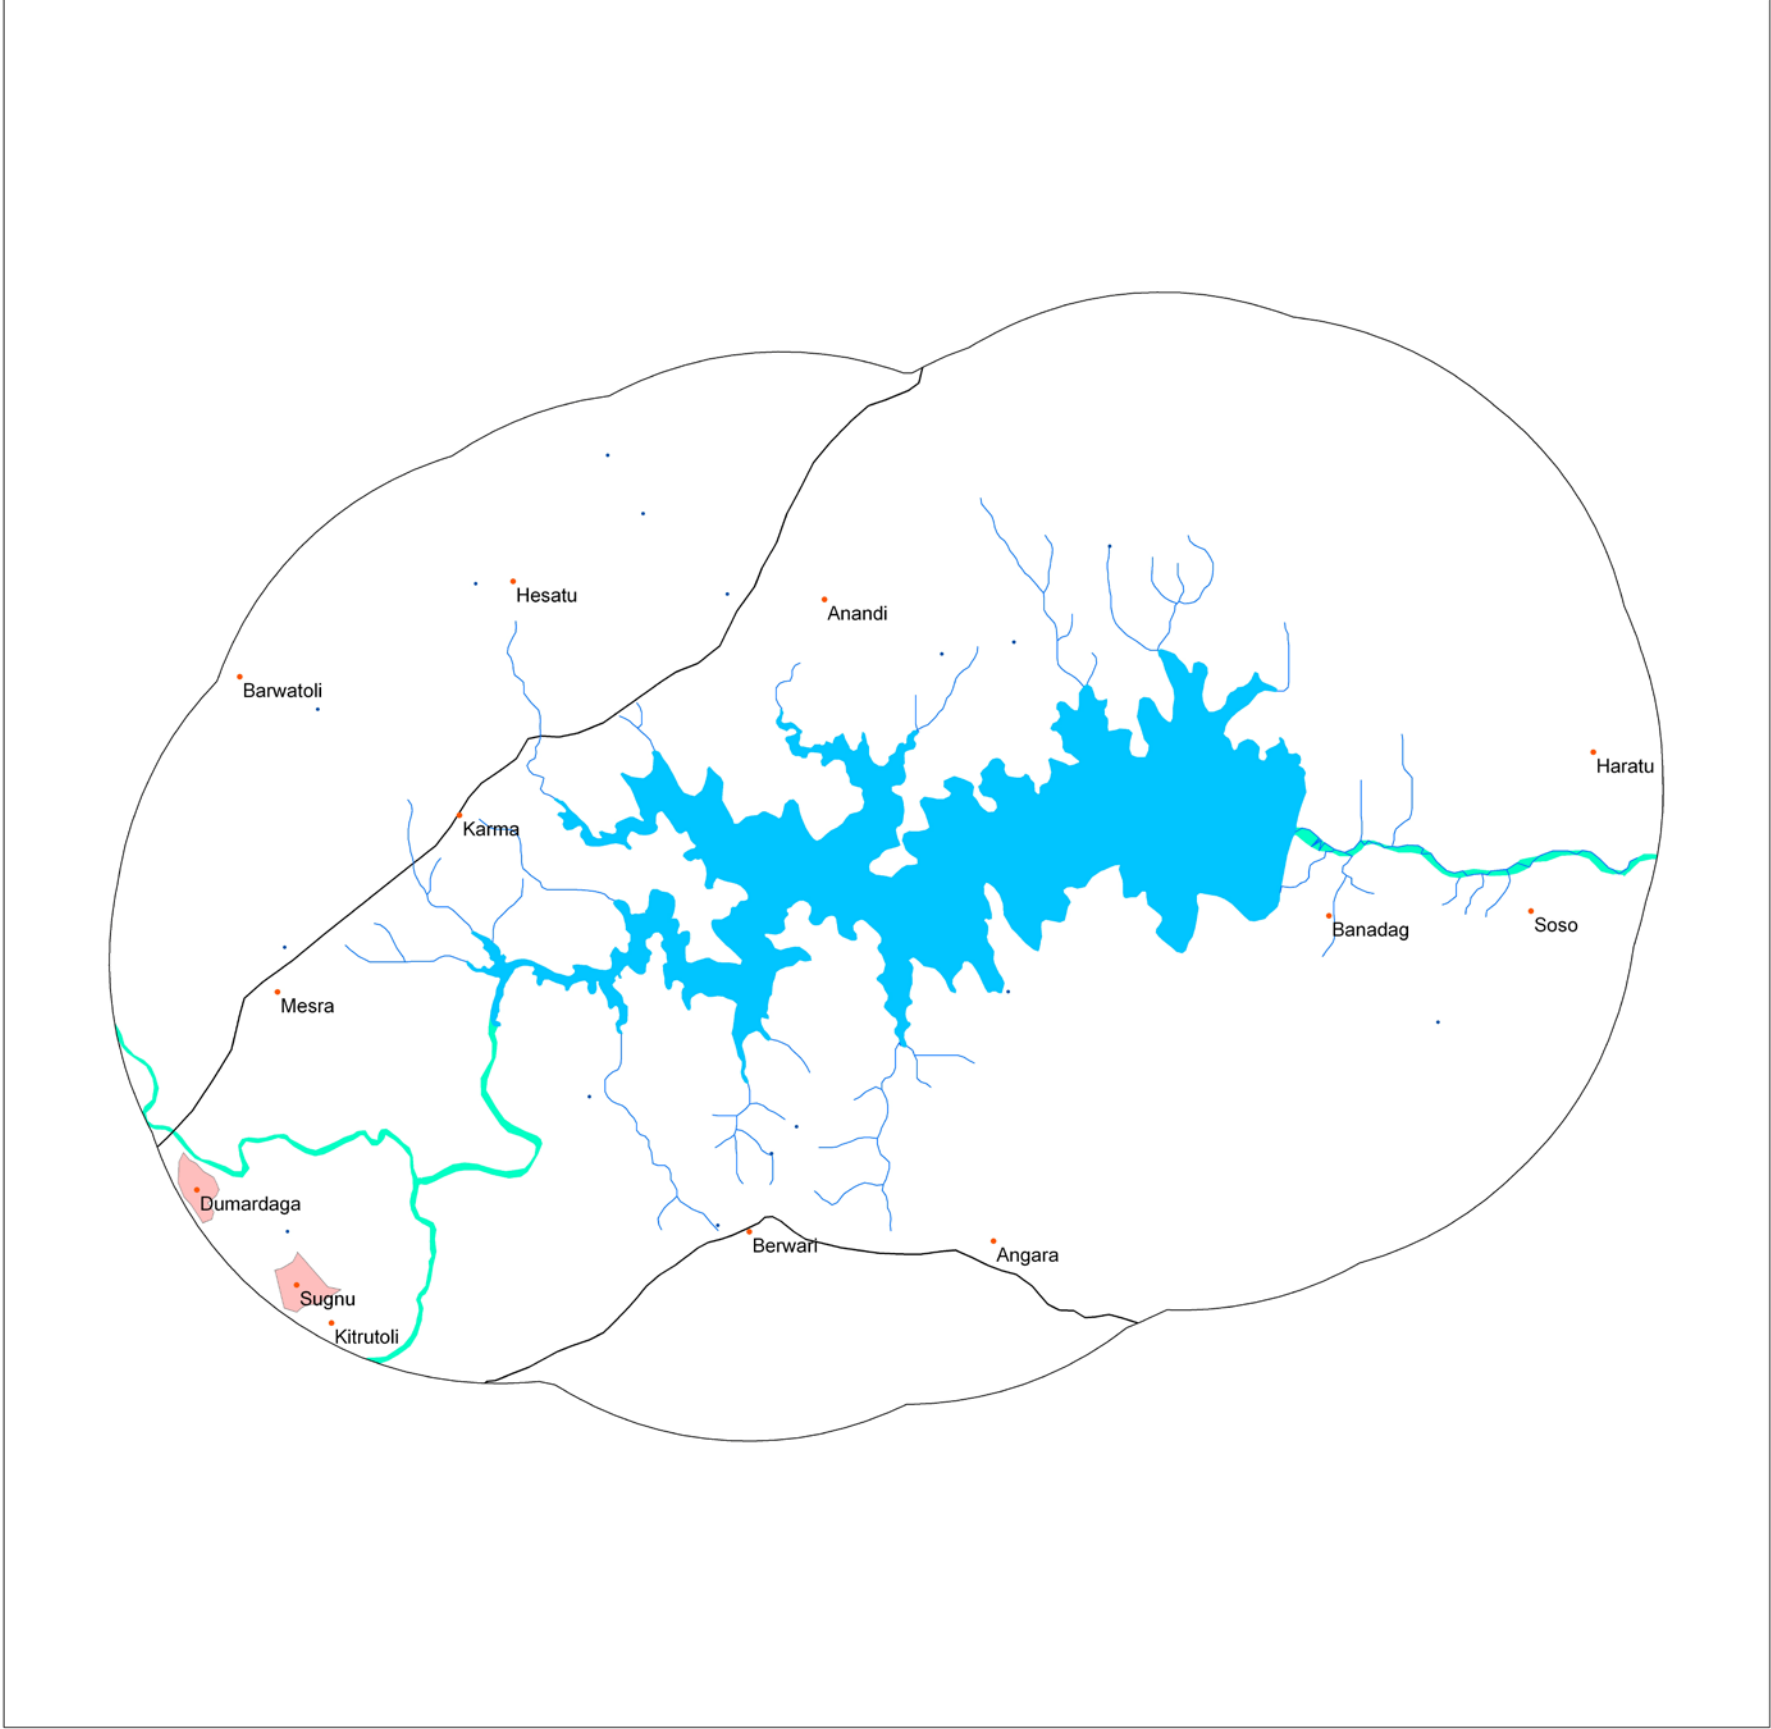 Hesatu
Anandi
Barwatoli
Haratu
Karma
Soso
Banadag
Mesra
Dumardaga
Berwari
Angara
Sugnu
Kitrutoli